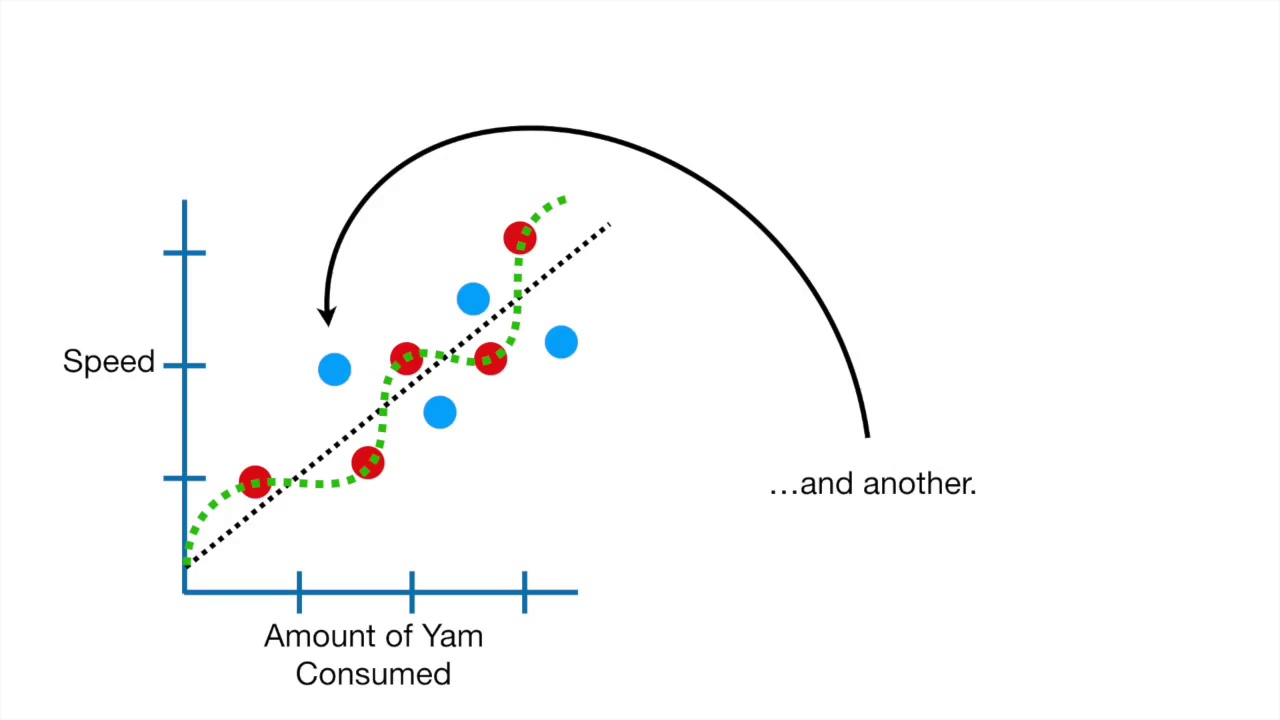 Speed
…and another.
Amount of Yam
Consumed